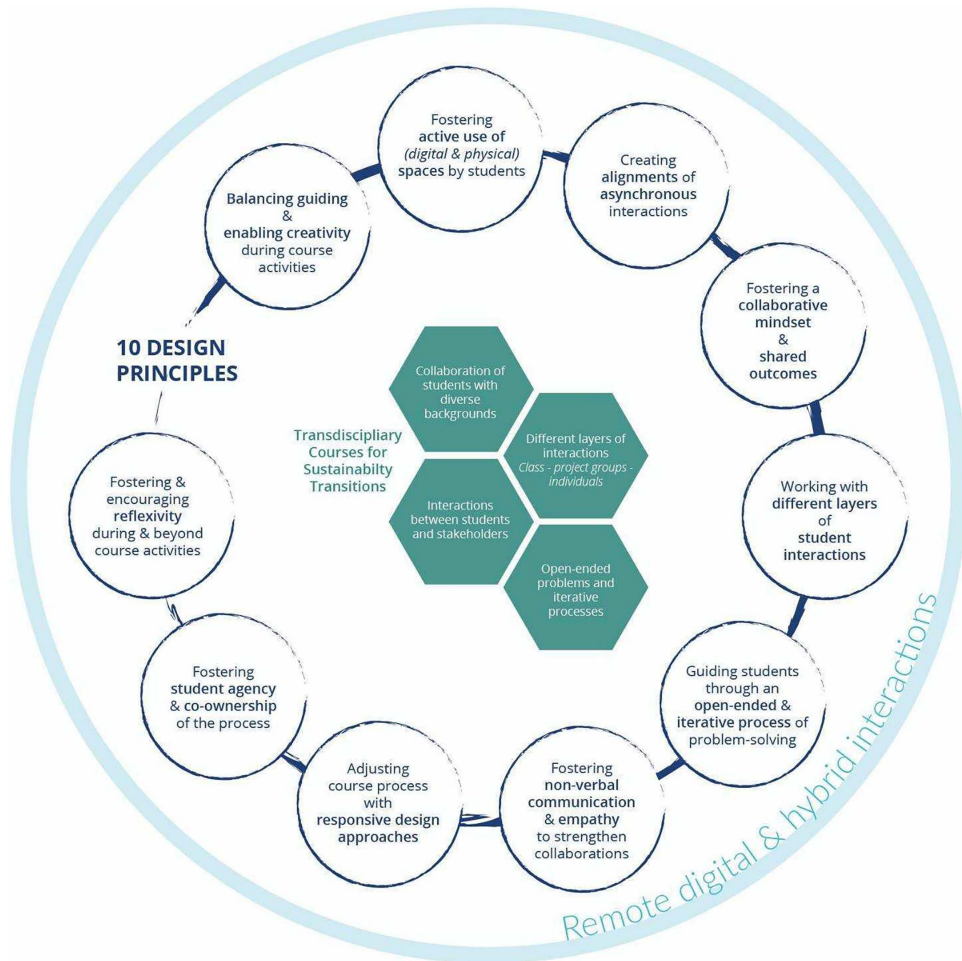 10 DESIGN
PRINCIPLES
Balancing guiding
&
enabling creativity
during course
activities
Fostering
active use of
(digital & physical)
spaces by students
Creating
alignments of
asynchronous
interactions
Fostering a
collaborative
mindset
&
shared
outcomes
Working with
different layers
of
student
interactions
Guiding students
through an
open-ended &
iterative process of
problem-solving
Fostering
non-verbal
communication
& empathy
to strengthen
collaborations
Adjusting
course process
with
responsive design
approaches
Fostering
student agency
& co-ownership
of the process
Fostering &
encouraging
reflexivity
during & beyond
course activities
Transdiscipliary
Courses for
Sustainabilty
Transitions
Collaboration of
students with
diverse
backgrounds
Different layers of
interactions
Class - project groups -
individuals
Interactions
between students
and stakeholders
Open-ended
problems and
iterative
processes
Remote digital & hybrid interactions